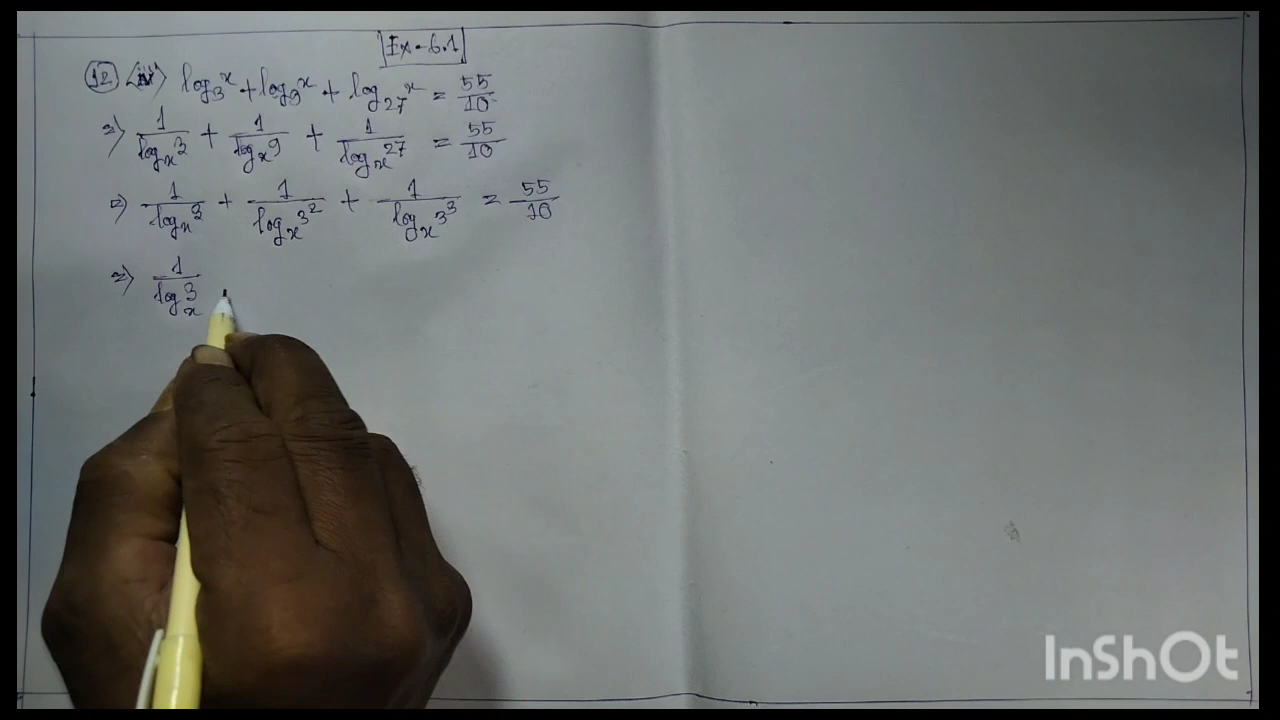 Ex-6.1
12 <iv> log₃x + log₉x + log₂₇x = 55/10
=> 1/logₓ3 + 1/logₓ9 + 1/logₓ27 = 55/10
=> 1/logₓ3 + 1/logₓ3² + 1/logₓ3³ = 55/10
=> 1/logₓ3
InShOt